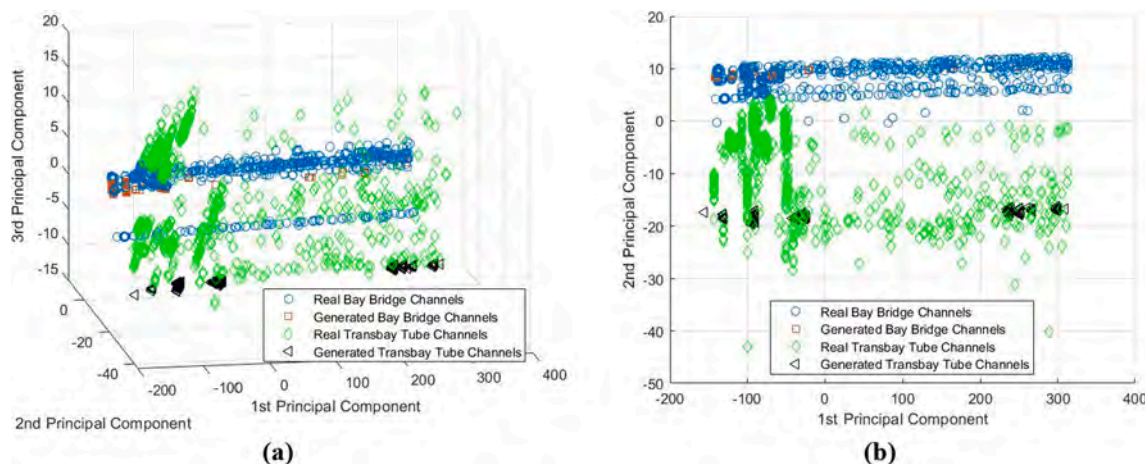 20
15
10
5
0
-5
-10
-15
3rd Principal Component
0
-20
-40
2nd Principal Component
-200
-100
0
100
200
300
400
1st Principal Component
Real Bay Bridge Channels
Generated Bay Bridge Channels
Real Transbay Tube Channels
Generated Transbay Tube Channels
(a)
20
10
0
-10
-20
-30
-40
-50
2nd Principal Component
-200
-100
0
100
200
300
400
1st Principal Component
Real Bay Bridge Channels
Generated Bay Bridge Channels
Real Transbay Tube Channels
Generated Transbay Tube Channels
(b)